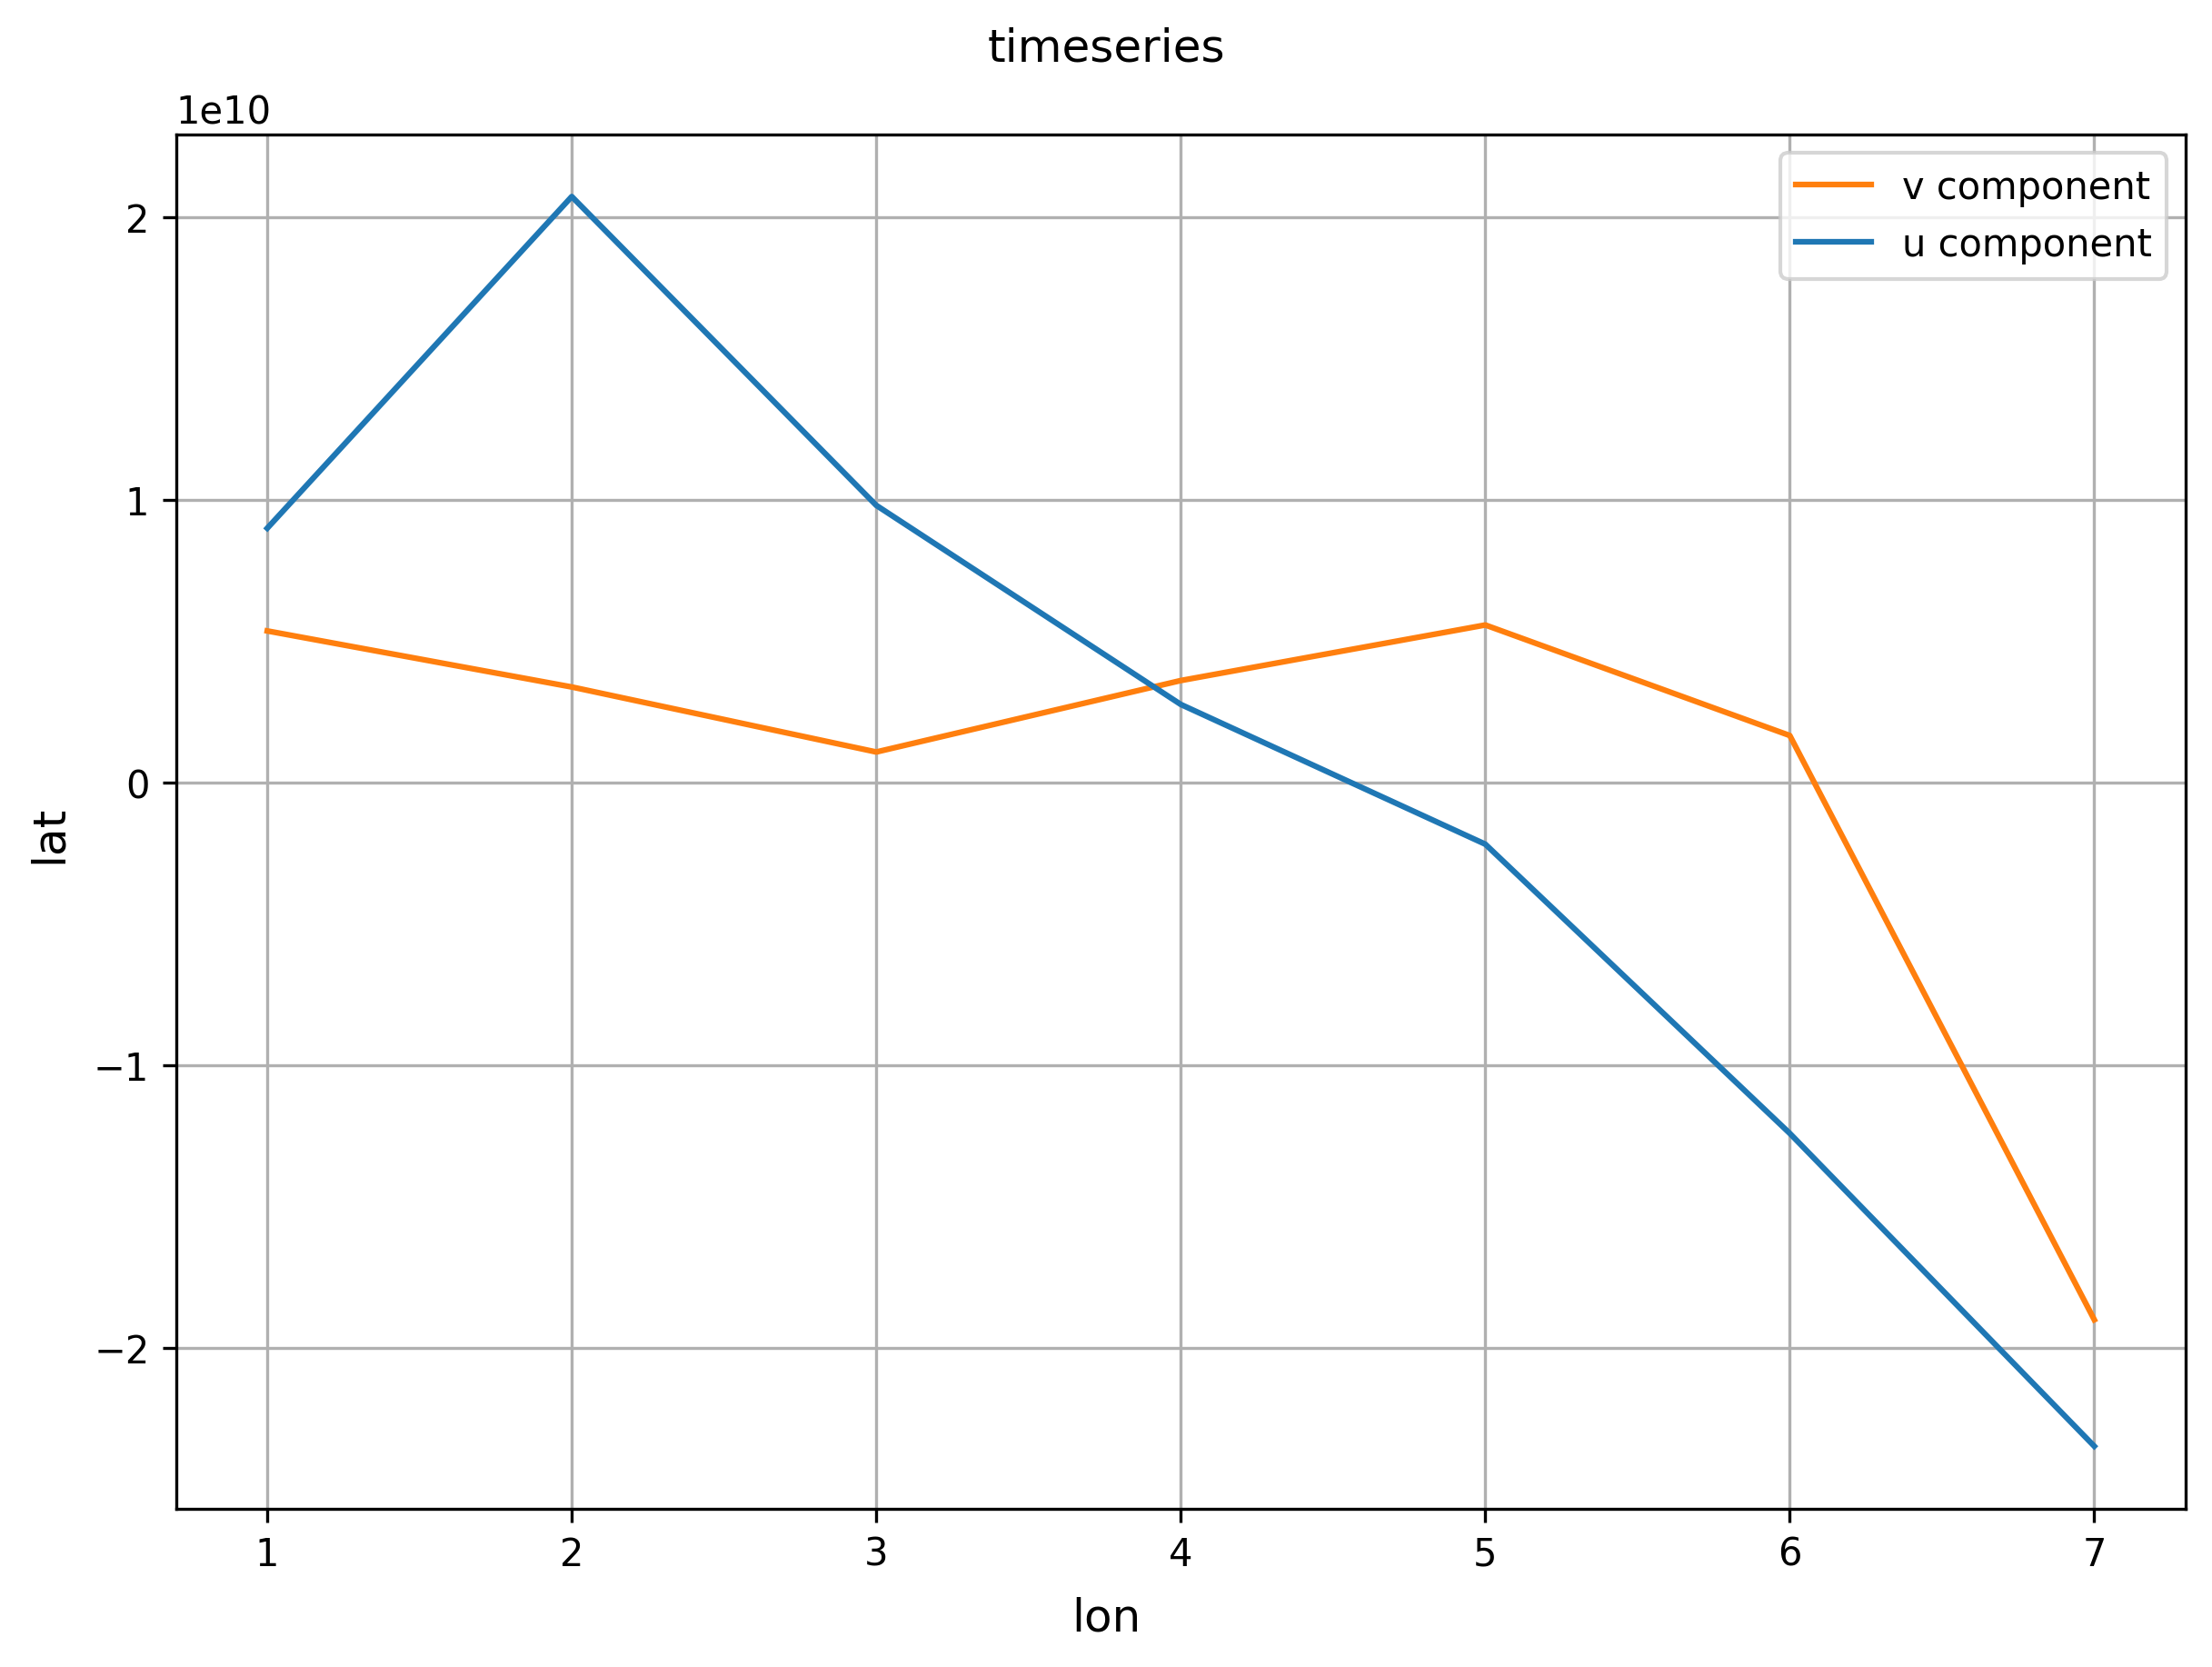 timeseries
1e10
v component
u component
2
1
0
−1
−2
lat
1 2 3 4 5 6 7
lon